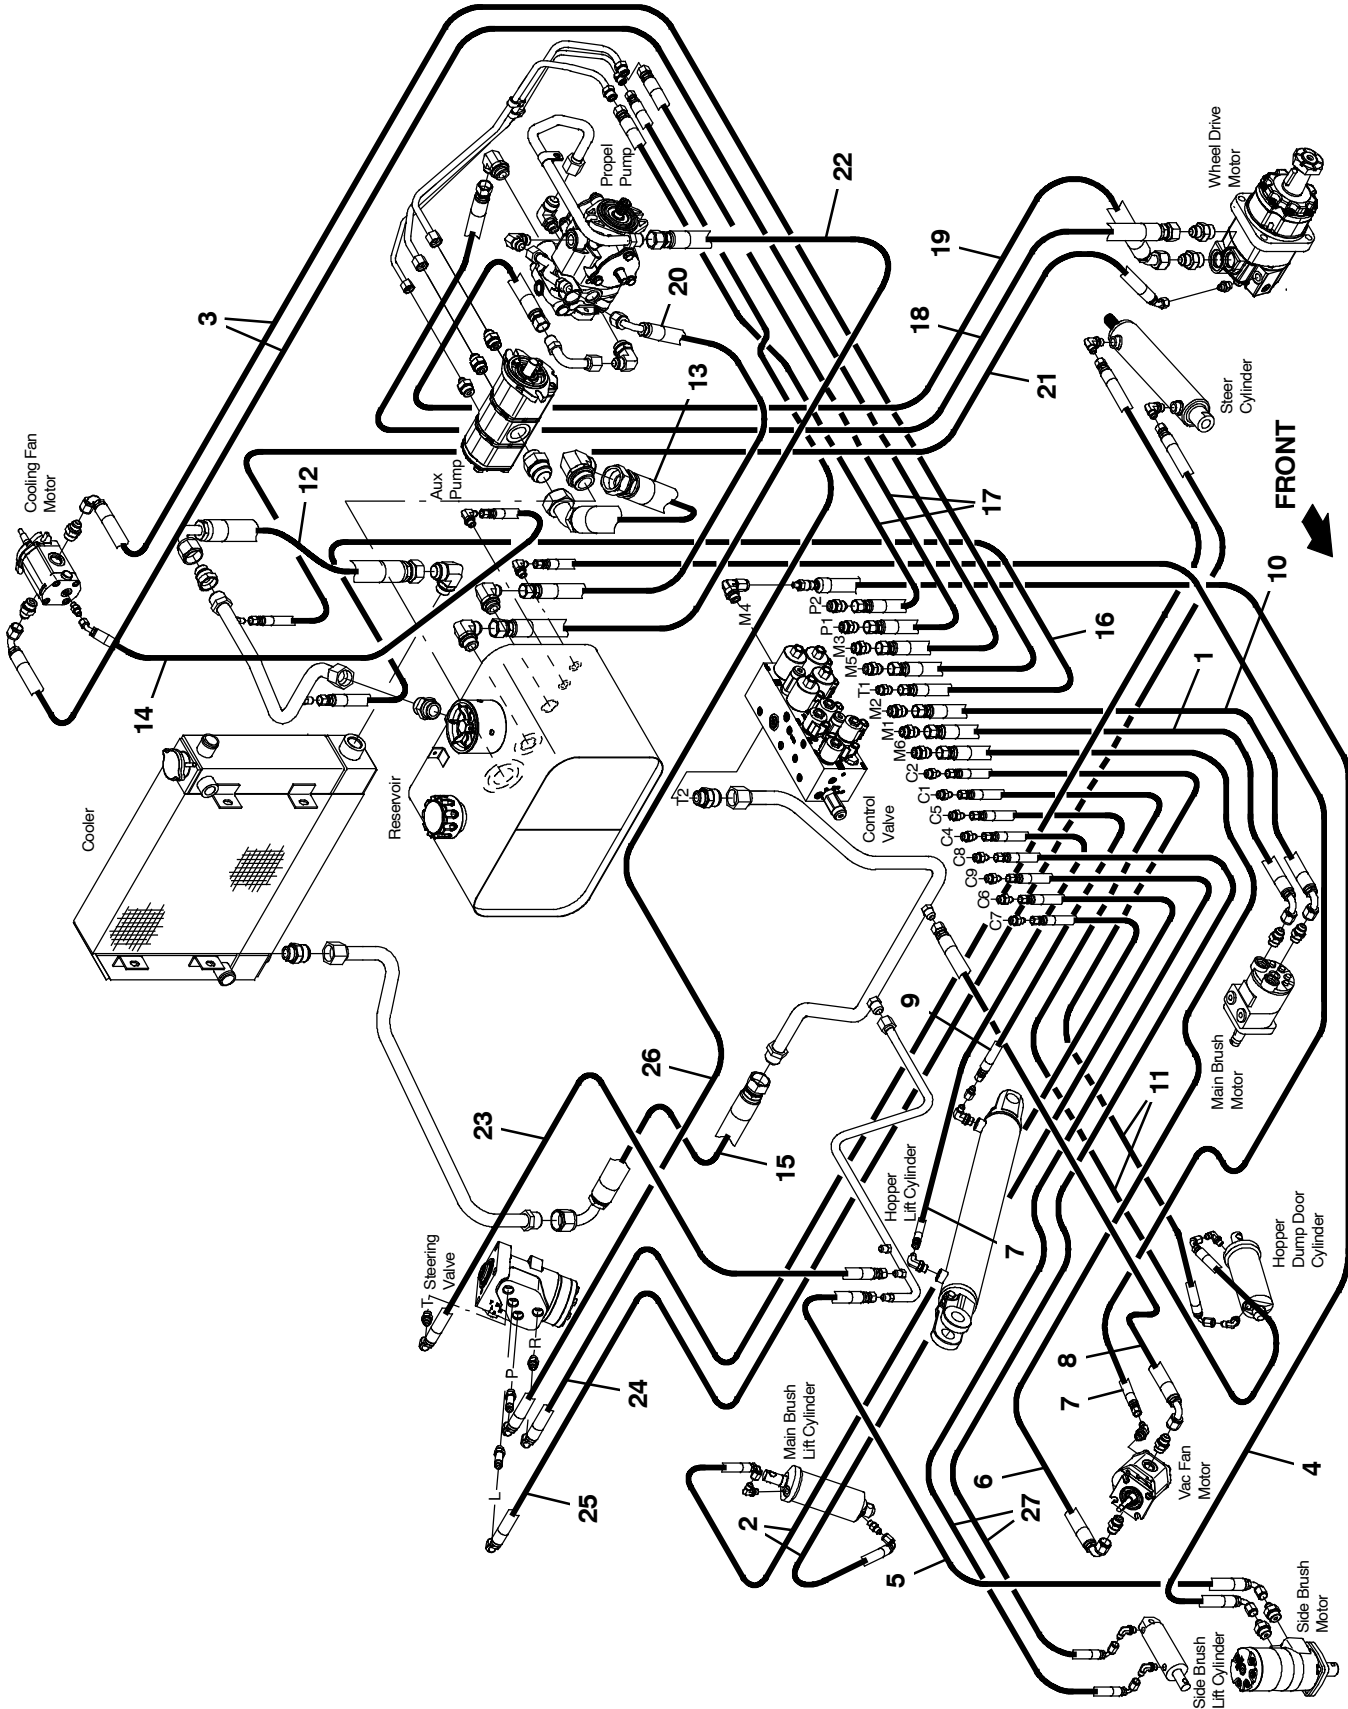 Cooling Fan
Motor
3
Propel
Pump
22
Wheel Drive
Motor
19
18
21
20
13
Aux
Pump
12
14
Steer
Cylinder
FRONT
17
10
16
1
M4
P2
P1
M3
M5
T1
M2
M1
M6
C2
C1
C5
C4
C8
C9
C6
C7
Cooler
Reservoir
T2
Control
Valve
9
Main Brush
Motor
11
26
23
15
Hopper
Lift Cylinder
7
Hopper
Dump Door
Cylinder
Steering
Valve
T
P
R
L
24
25
8
7
Main Brush
Lift Cylinder
6
Vac Fan
Motor
4
2
27
5
Side Brush
Lift Cylinder
Side Brush
Motor